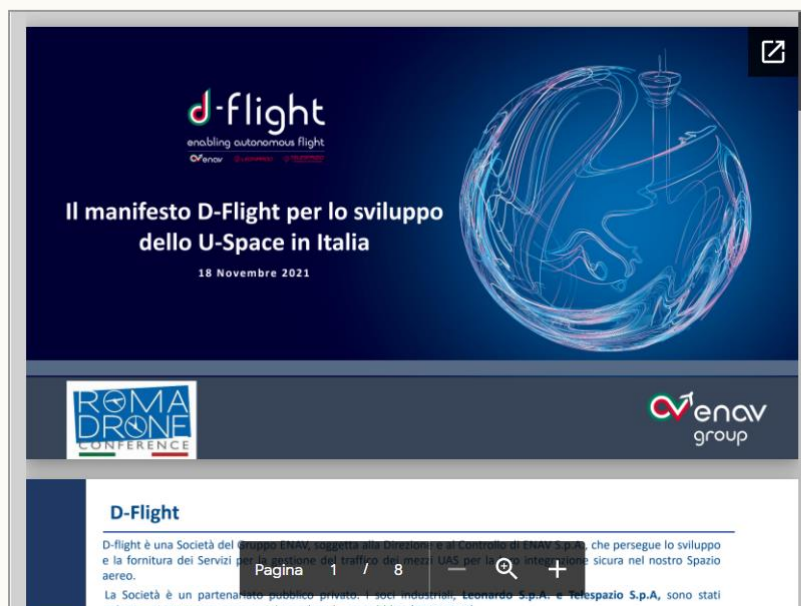 d-flight
enabling autonomous flight
enav LEONARDO TELESPAZIO
Il manifesto D-Flight per lo sviluppo
dello U-Space in Italia
18 Novembre 2021
ROMA
DRONE
CONFERENCE
enav
group
D-Flight
D-flight è una Società del Gruppo ENAV, soggetta alla Direzione e al Controllo di ENAV S.p.A., che persegue lo sviluppo
e la fornitura dei Servizi per la gestione del traffico dei mezzi UAS per la loro integrazione sicura nel nostro Spazio
aereo.
Pagina 1 / 8
La Società è un partenariato pubblico privato. I soci industriali, Leonardo S.p.A. e Telespazio S.p.A, sono stati